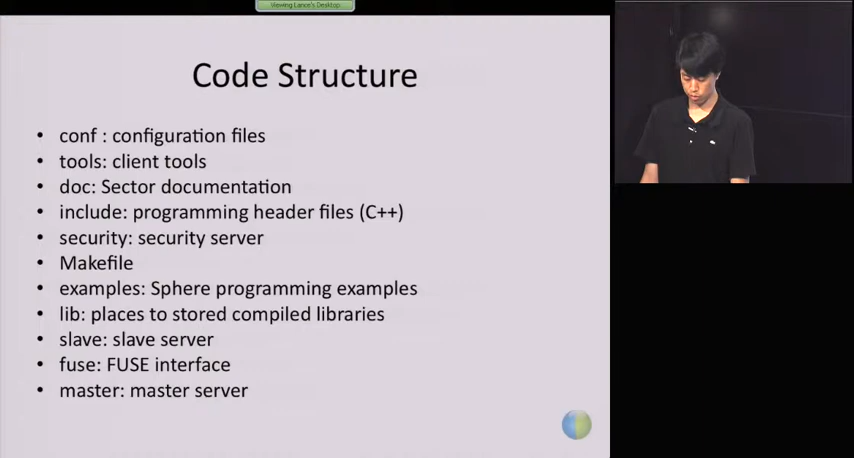 Viewing Lance's Desktop
Code Structure
• conf : configuration files
• tools: client tools
• doc: Sector documentation
• include: programming header files (C++)
• security: security server
• Makefile
• examples: Sphere programming examples
• lib: places to stored compiled libraries
• slave: slave server
• fuse: FUSE interface
• master: master server